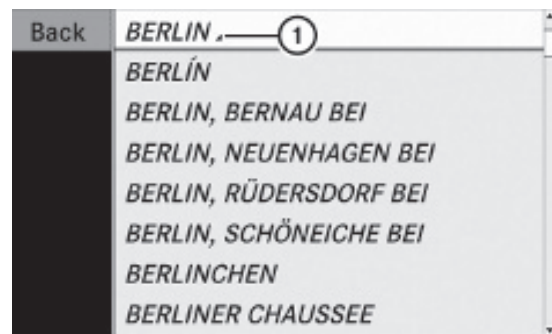 Back
BERLIN
1
BERLÍN
BERLIN, BERNAU BEI
BERLIN, NEUENHAGEN BEI
BERLIN, RÜDERSDORF BEI
BERLIN, SCHÖNEICHE BEI
BERLINCHEN
BERLINER CHAUSSEE